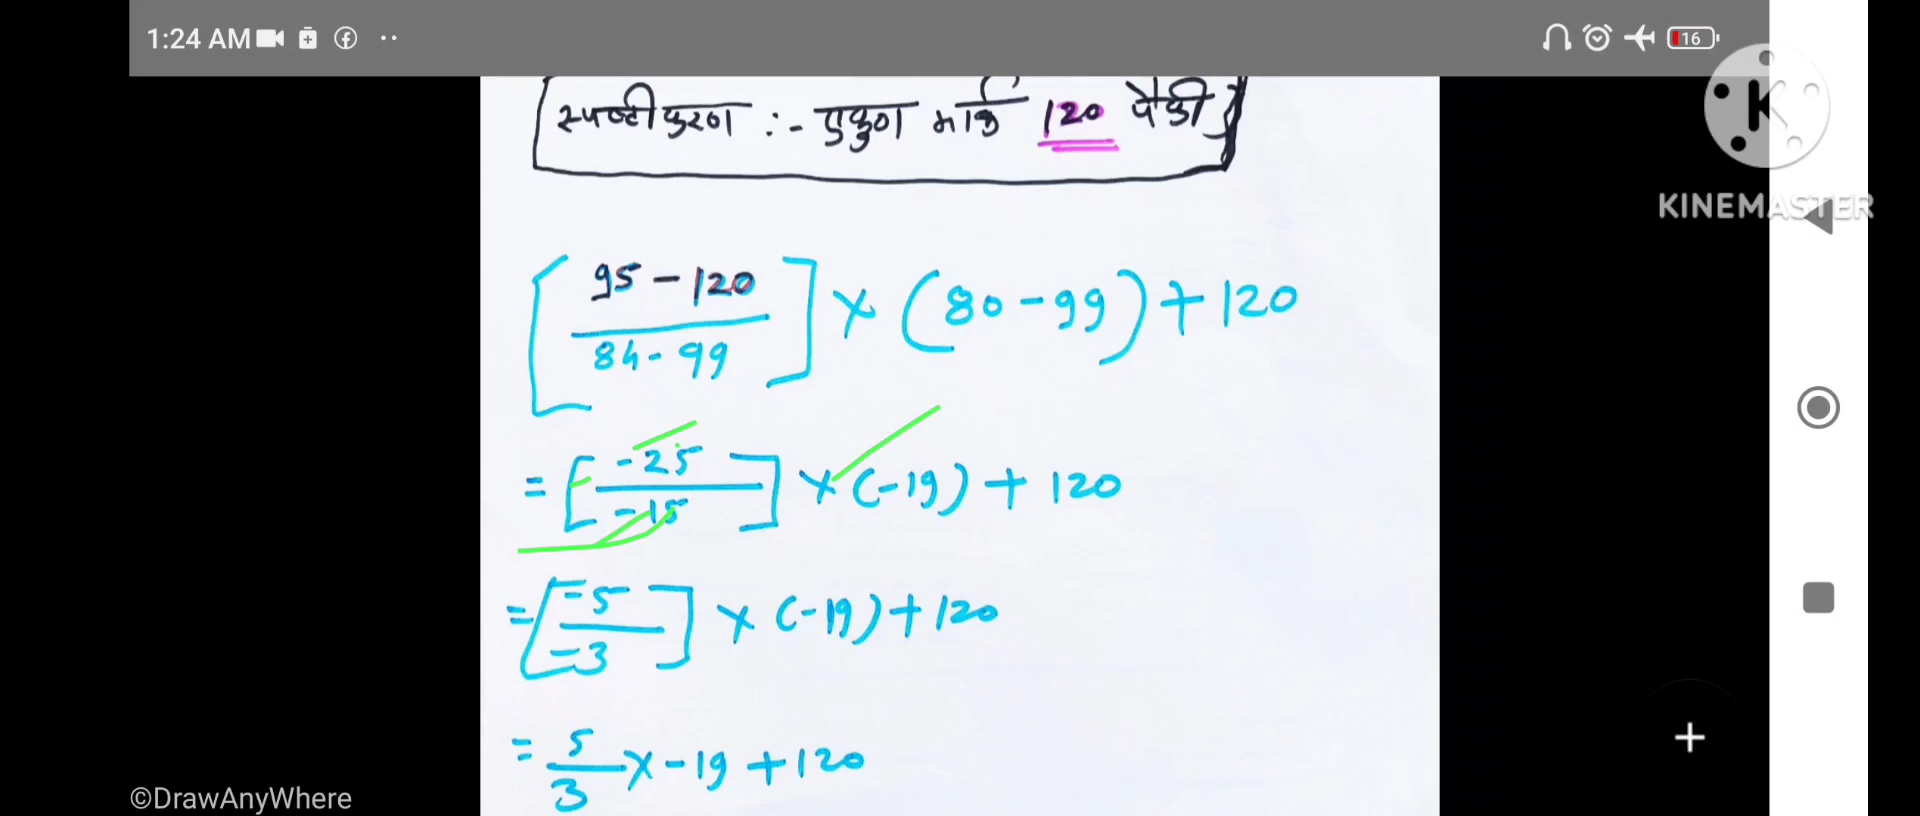 1:24 AM 16
स्पष्टीकरण :- एकुण मार्क 120 पैकी
KINEMASTER
[ 95 - 120 / 84 - 99 ] × (80 - 99) + 120
= [ -25 / -15 ] × (-19) + 120
= [ -5 / -3 ] × (-19) + 120
= 5/3 × -19 + 120
©DrawAnyWhere